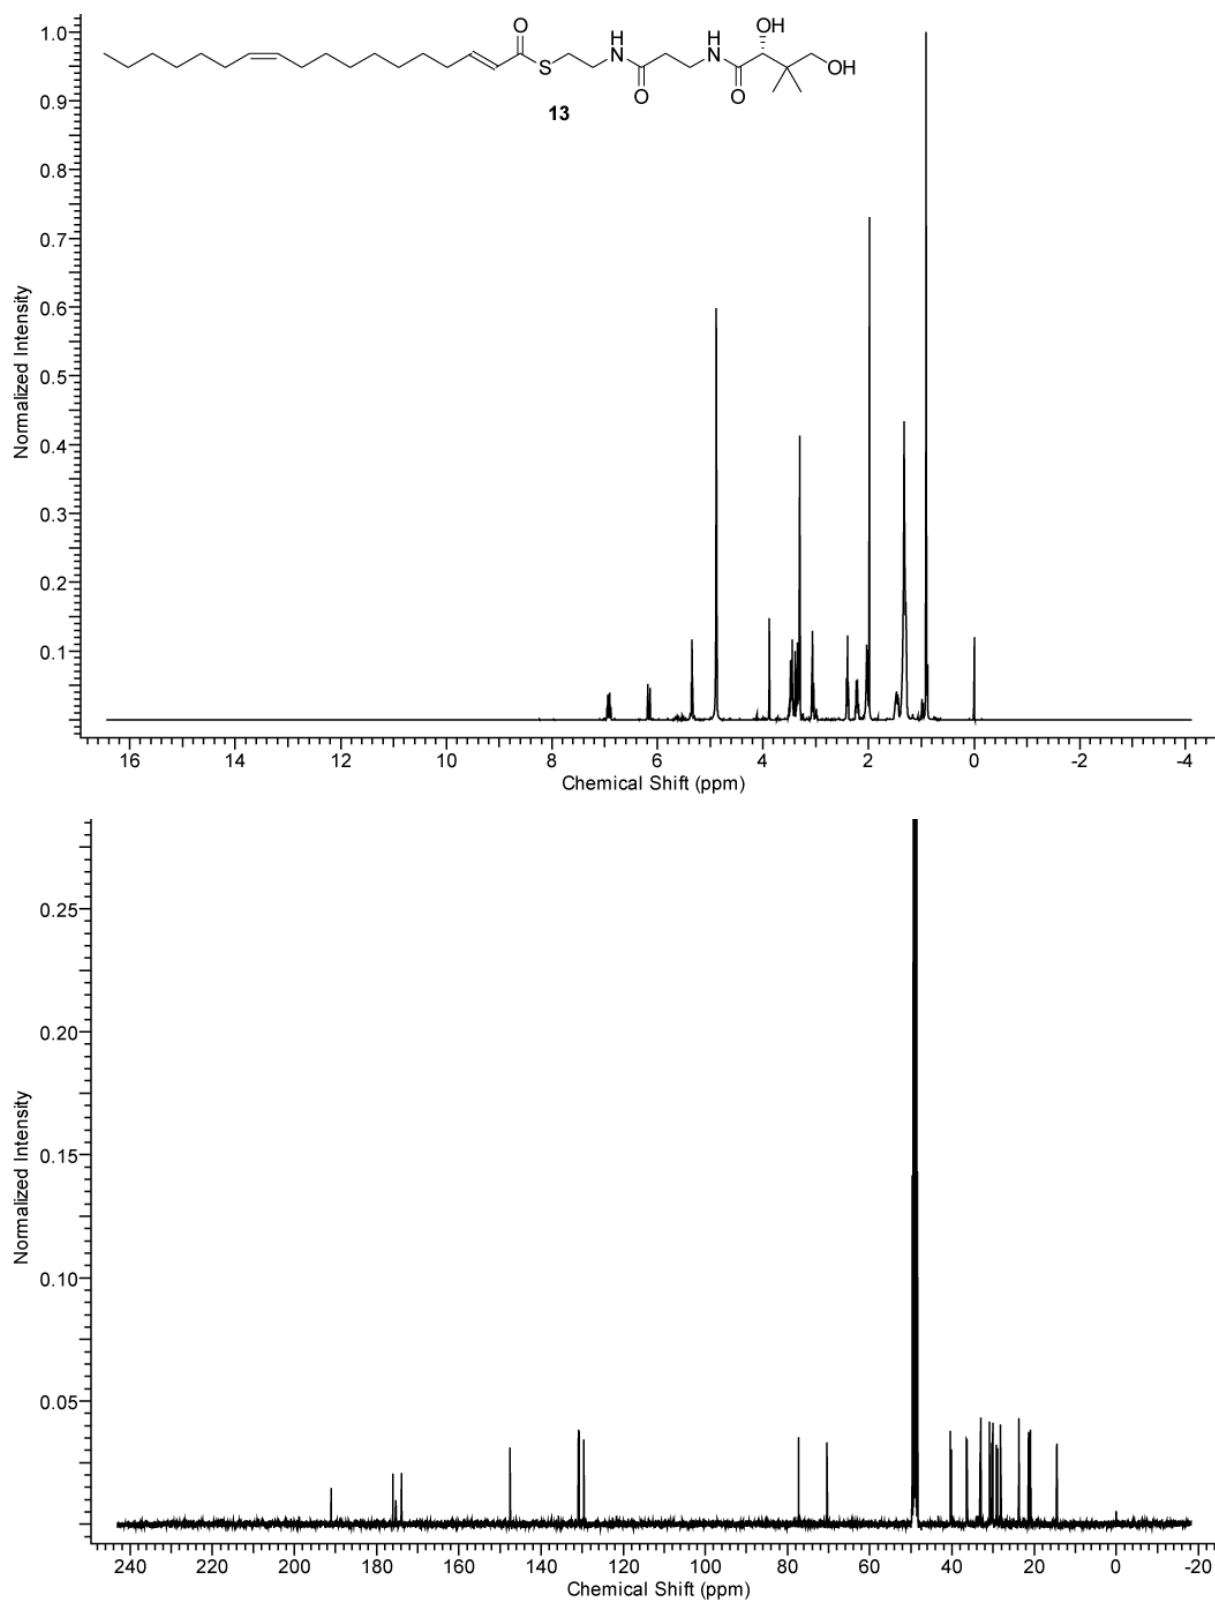 O
OH
H
N
H
N
S
O
O
OH
13
1.0
0.9
0.8
0.7
0.6
0.5
0.4
0.3
0.2
0.1
Normalized Intensity
16 14 12 10 8 6 4 2 0 -2 -4
Chemical Shift (ppm)
0.25
0.20
0.15
0.10
0.05
Normalized Intensity
240 220 200 180 160 140 120 100 80 60 40 20 0 -20
Chemical Shift (ppm)